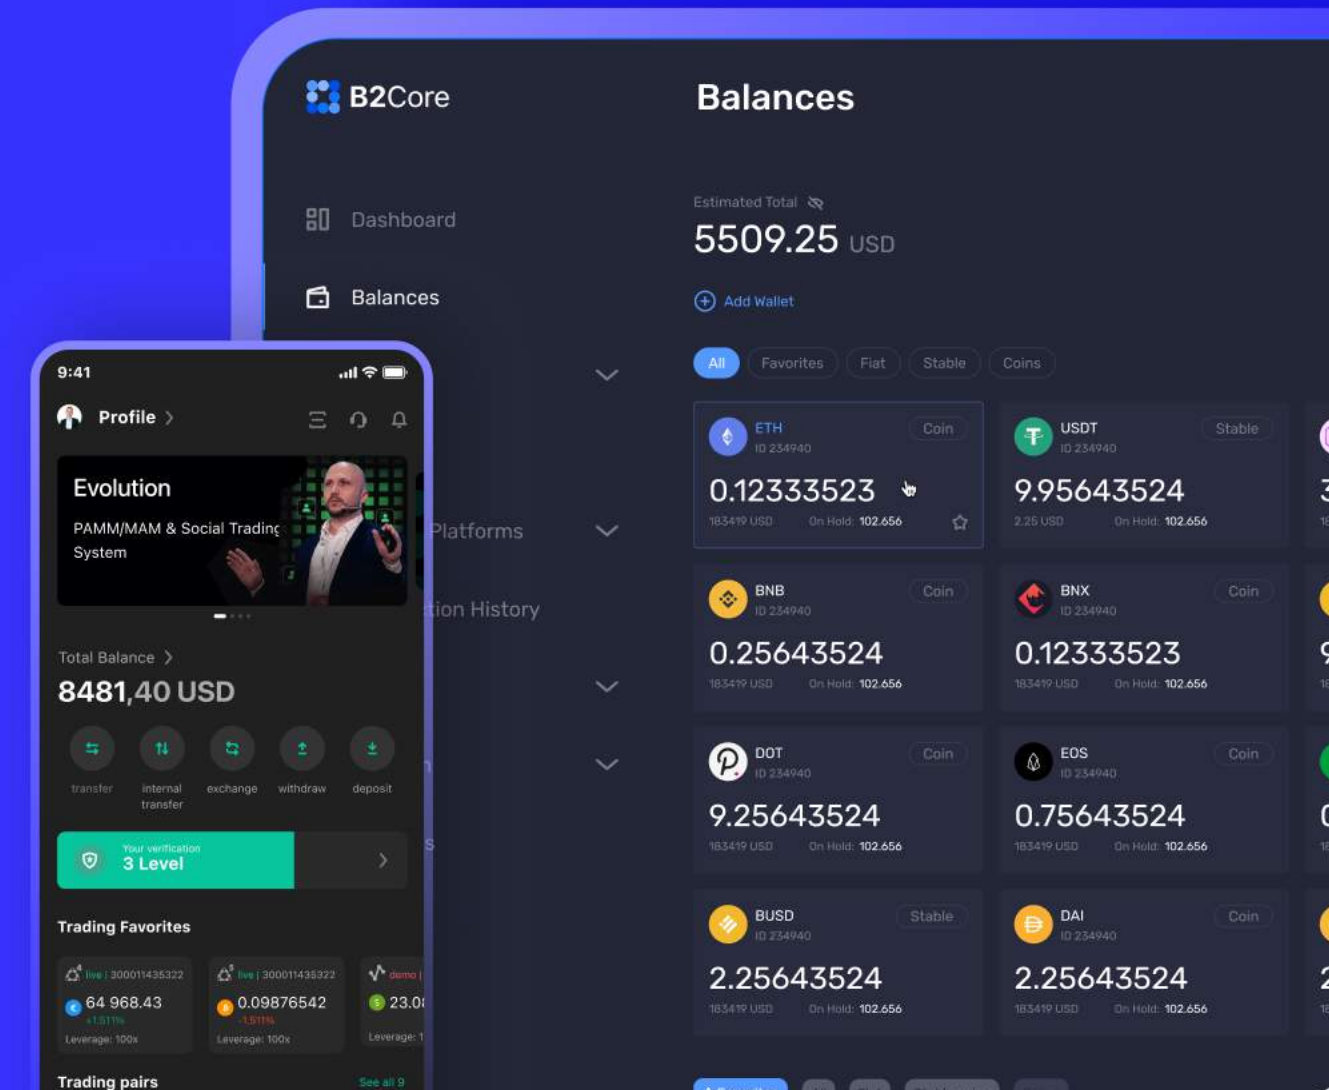 B2Core
Balances
Dashboard
Estimated Total
5509.25 USD
Balances
Add Wallet
All
Favorites
Fiat
Stable
Coins
Platforms
tion History
ETH
ID 234940
Coin
0.12333523
183419 USD
On Hold: 102.656
USDT
ID 234940
Stable
9.95643524
2.25 USD
On Hold: 102.656
BNB
ID 234940
Coin
0.25643524
183419 USD
On Hold: 102.656
BNX
ID 234940
Coin
0.12333523
183419 USD
On Hold: 102.656
DOT
ID 234940
Coin
9.25643524
183419 USD
On Hold: 102.656
EOS
ID 234940
Coin
0.75643524
183419 USD
On Hold: 102.656
BUSD
ID 234940
Stable
2.25643524
183419 USD
On Hold: 102.656
DAI
ID 234940
Coin
2.25643524
183419 USD
On Hold: 102.656
9:41
Profile
Evolution
PAMM/MAM & Social Trading
System
Total Balance
8481,40 USD
transfer
internal
transfer
exchange
withdraw
deposit
Your verification
3 Level
Trading Favorites
4 live | 300011435322
64 968.43
+1.511%
Leverage: 100x
5 live | 300011435322
0.09876542
-1.511%
Leverage: 100x
demo |
23.0
Leverage: 1
Trading pairs
See all 9